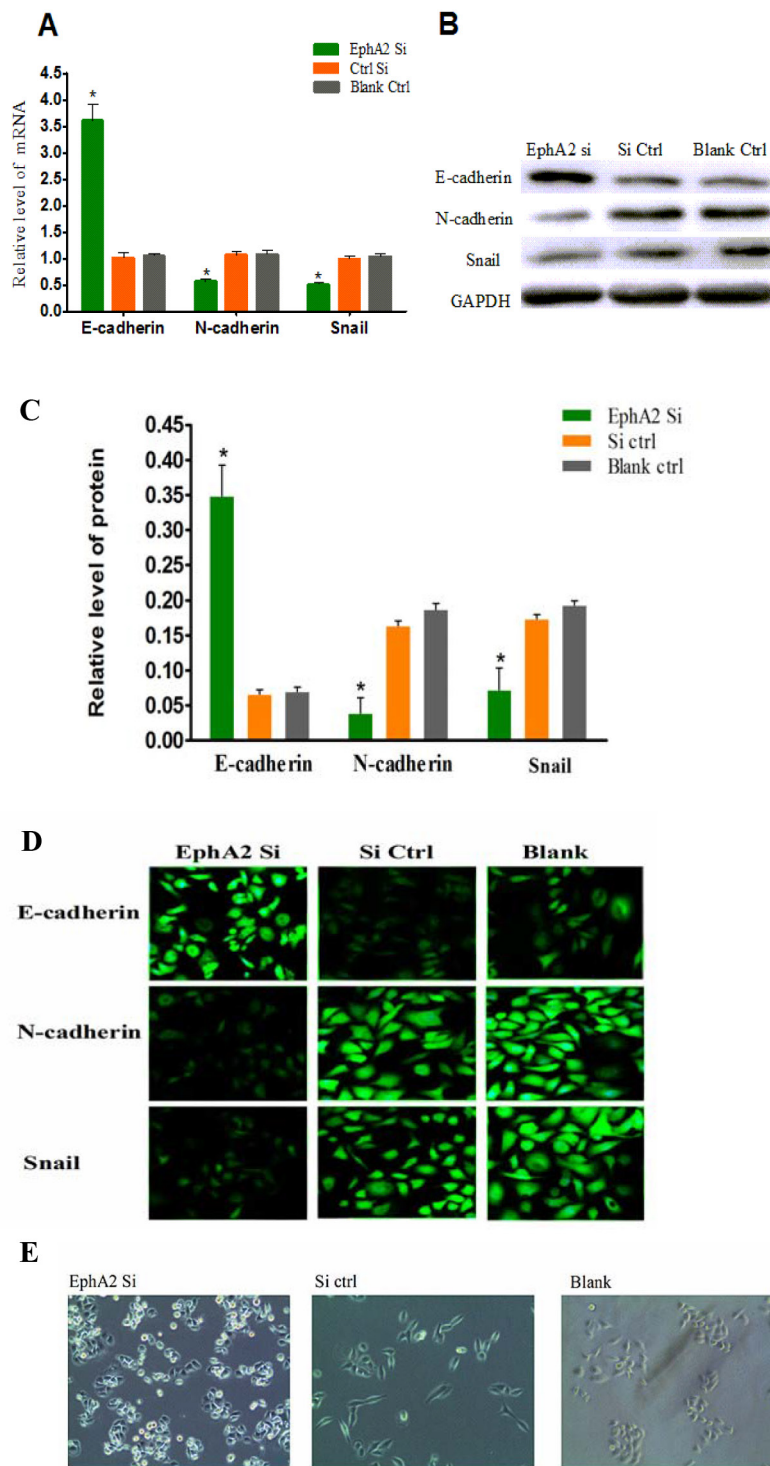 A
EphA2 Si
Ctrl Si
Blank Ctrl
Relative level of mRNA
4.5
4.0
3.5
3.0
2.5
2.0
1.5
1.0
0.5
0.0
*
*
*
E-cadherin N-cadherin Snail
B
EphA2 si Si Ctrl Blank Ctrl
E-cadherin
N-cadherin
Snail
GAPDH
C
EphA2 Si
Si ctrl
Blank ctrl
Relative level of protein
0.45
0.40
0.35
0.30
0.25
0.20
0.15
0.10
0.05
0.00
*
*
*
E-cadherin N-cadherin Snail
D
EphA2 Si Si Ctrl Blank
E-cadherin
N-cadherin
Snail
E
EphA2 Si Si ctrl Blank